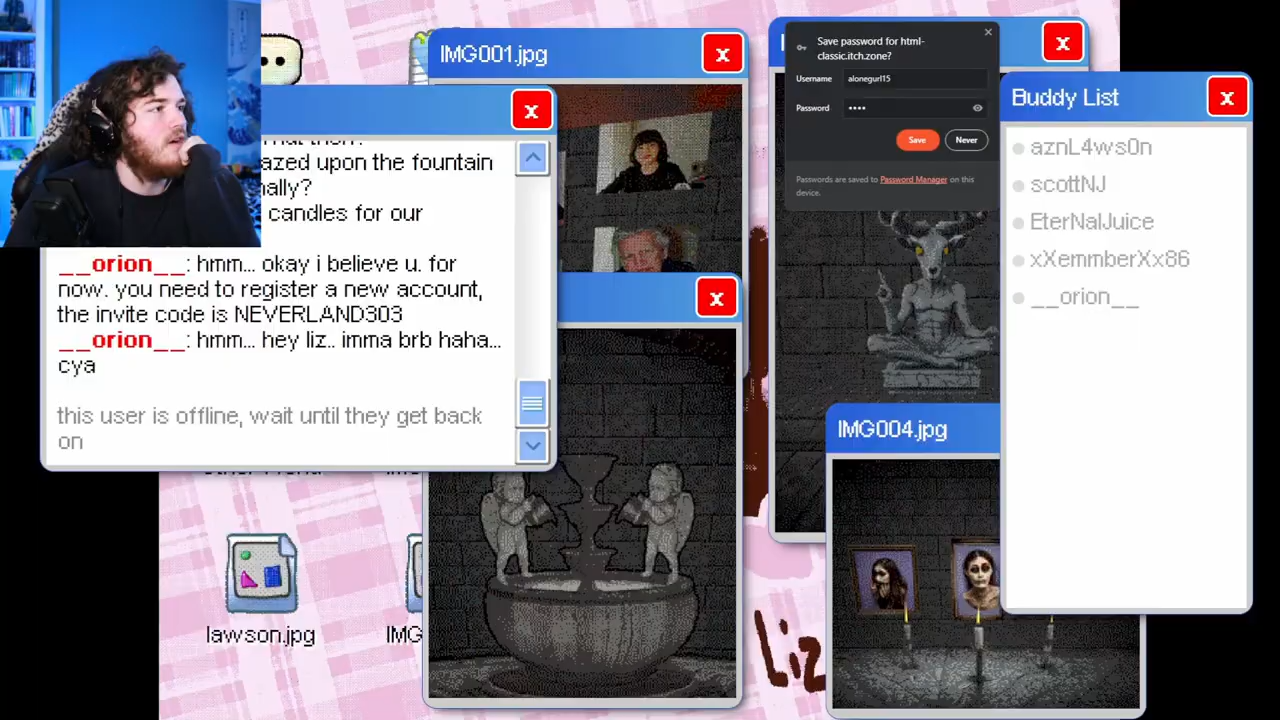 IMG001.jpg
x
azed upon the fountain
nally?
candles for our
__orion__: hmm... okay i believe u. for
now. you need to register a new account,
the invite code is NEVERLAND303
__orion__: hmm... hey liz.. imma brb haha...
cya
this user is offline, wait until they get back
on
x
x
x
Save password for html-
classic.itch.zone?
Username
alonegurl15
Password
••••
Save
Never
Passwords are saved to Password Manager on this
device.
Buddy List
x
aznL4ws0n
scottNJ
EterNalJuice
xXemmberXx86
__orion__
IMG004.jpg
lawson.jpg
IMG
Liz